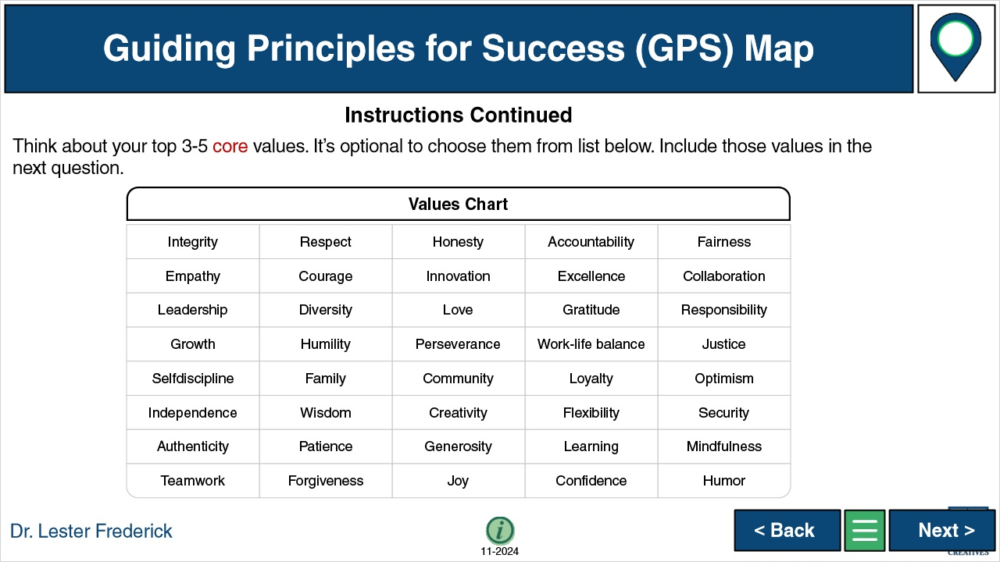 Guiding Principles for Success (GPS) Map
Instructions Continued
Think about your top 3-5 core values. It's optional to choose them from list below. Include those values in the
next question.
Values Chart
Integrity Respect Honesty Accountability Fairness
Empathy Courage Innovation Excellence Collaboration
Leadership Diversity Love Gratitude Responsibility
Growth Humility Perseverance Work-life balance Justice
Selfdiscipline Family Community Loyalty Optimism
Independence Wisdom Creativity Flexibility Security
Authenticity Patience Generosity Learning Mindfulness
Teamwork Forgiveness Joy Confidence Humor
Dr. Lester Frederick
i
11-2024
< Back
Next >
CREATIVES